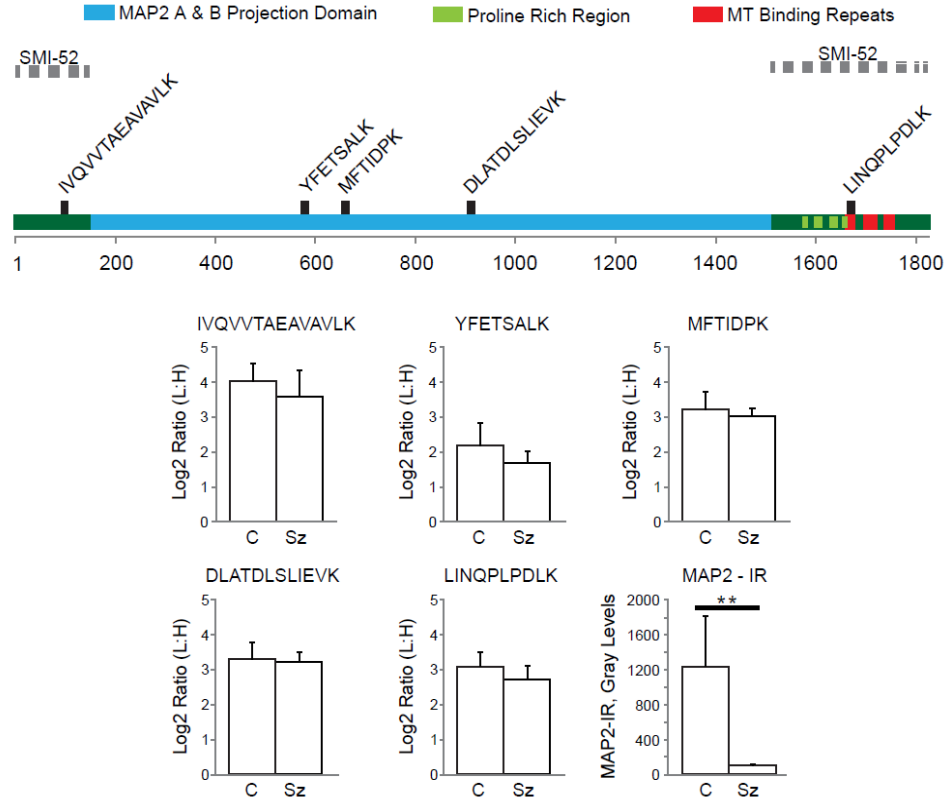 MAP2 A & B Projection Domain Proline Rich Region MT Binding Repeats
SMI-52 SMI-52
IVQVVTAEAVAVLK
YFETSALK
MFTIDPK
DLATDLSLIEVK
LINQPLPDLK
1 200 400 600 800 1000 1200 1400 1600 1800
IVQVVTAEAVAVLK YFETSALK MFTIDPK
Log2 Ratio (L:H)
5
4
3
2
1
0
C Sz
Log2 Ratio (L:H)
5
4
3
2
1
0
C Sz
Log2 Ratio (L:H)
5
4
3
2
1
0
C Sz
DLATDLSLIEVK LINQPLPDLK MAP2 - IR
Log2 Ratio (L:H)
5
4
3
2
1
0
C Sz
Log2 Ratio (L:H)
5
4
3
2
1
0
C Sz
MAP2-IR, Gray Levels
2000
1600
1200
800
400
0
**
C Sz